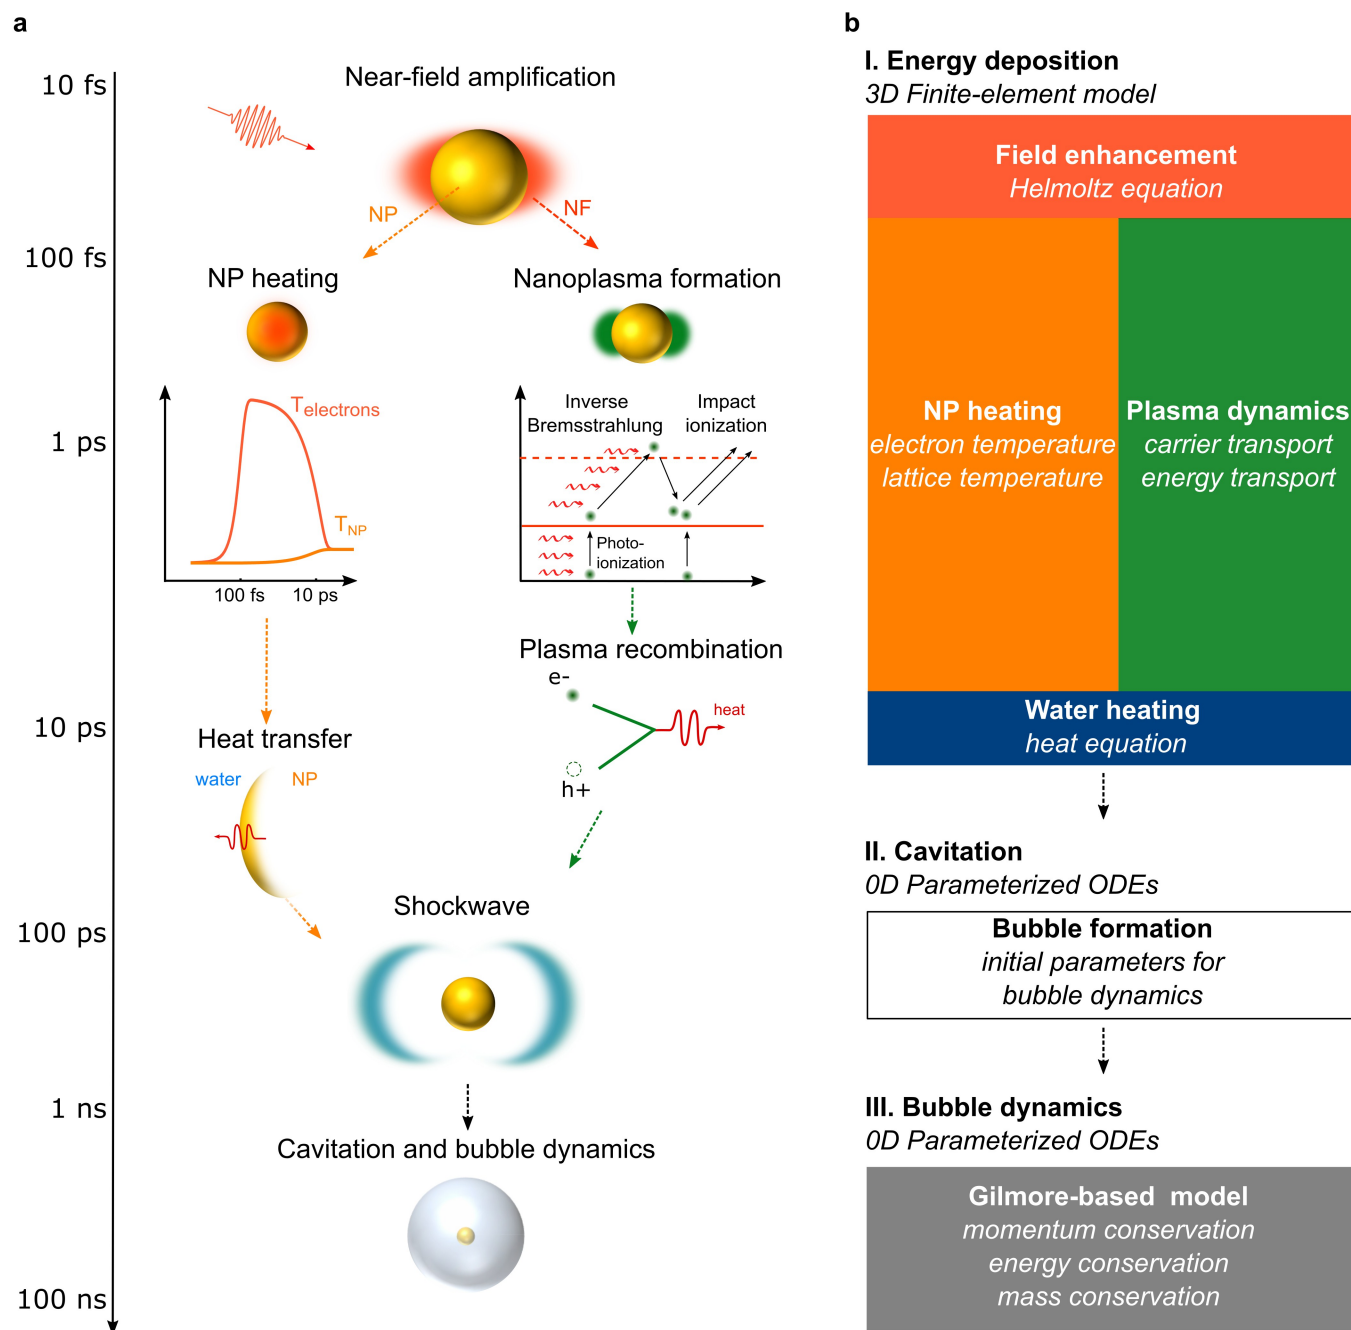 a
10 fs
100 fs
1 ps
10 ps
100 ps
1 ns
100 ns
Near-field amplification
NP
NF
NP heating
Nanoplasma formation
Telectrons
TNP
100 fs
10 ps
Inverse
Bremsstrahlung
Impact
ionization
Photo-
ionization
Plasma recombination
e-
h+
heat
Heat transfer
water
NP
Shockwave
Cavitation and bubble dynamics
b
I. Energy deposition
3D Finite-element model
Field enhancement
Helmoltz equation
NP heating
electron temperature
lattice temperature
Plasma dynamics
carrier transport
energy transport
Water heating
heat equation
II. Cavitation
0D Parameterized ODEs
Bubble formation
initial parameters for
bubble dynamics
III. Bubble dynamics
0D Parameterized ODEs
Gilmore-based model
momentum conservation
energy conservation
mass conservation